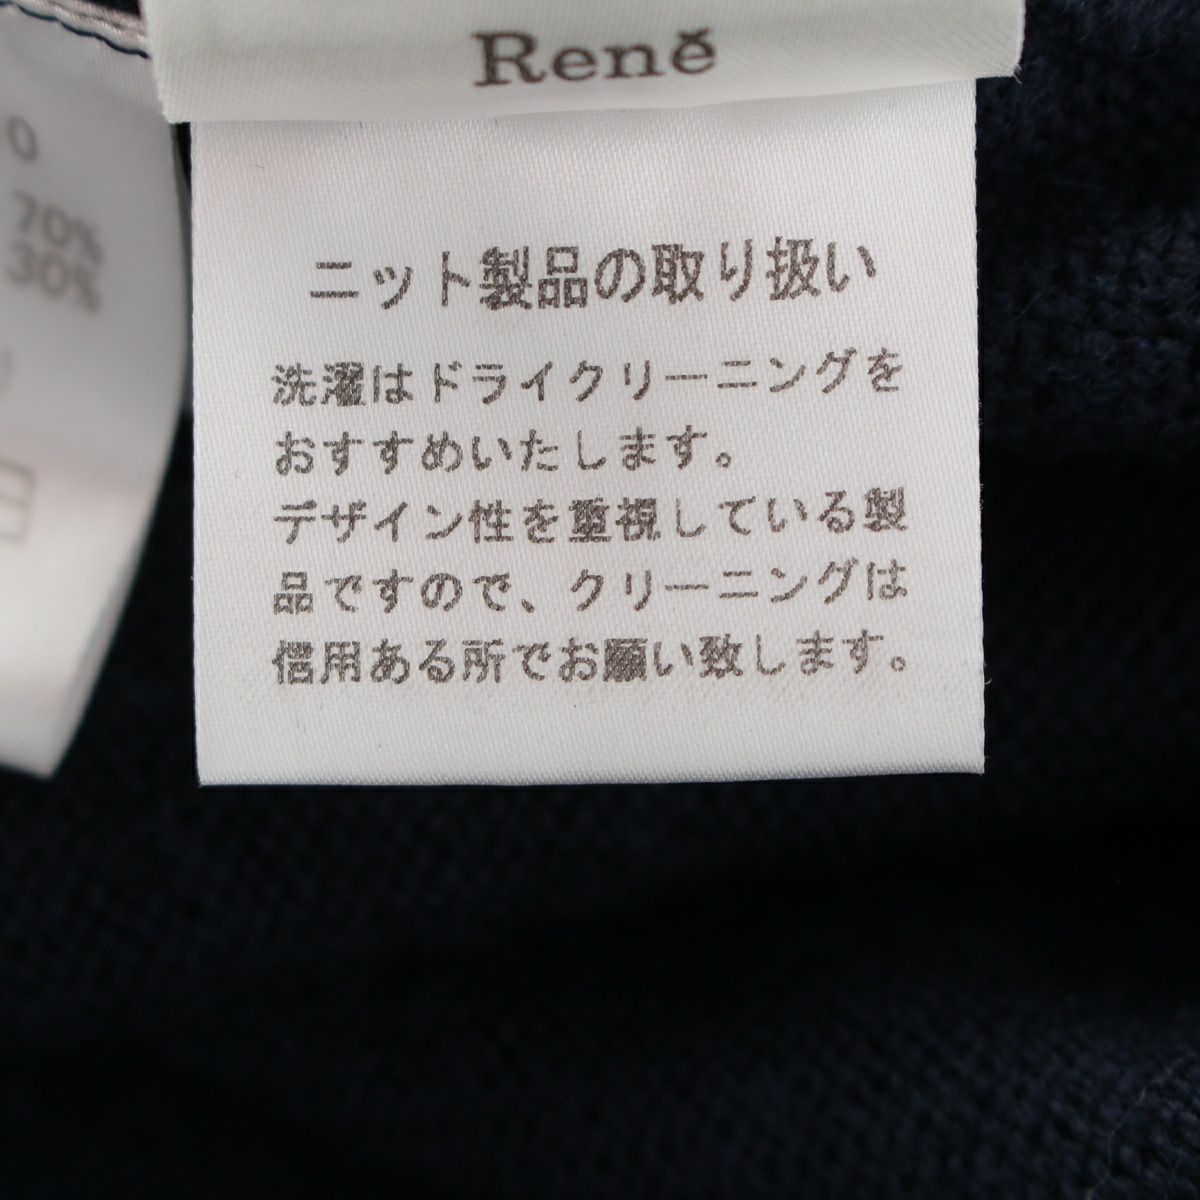 René
0
70%
30%
ニット製品の取り扱い
洗濯はドライクリーニングを
おすすめいたします。
デザイン性を重視している製
品ですので、クリーニングは
信用ある所でお願い致します。